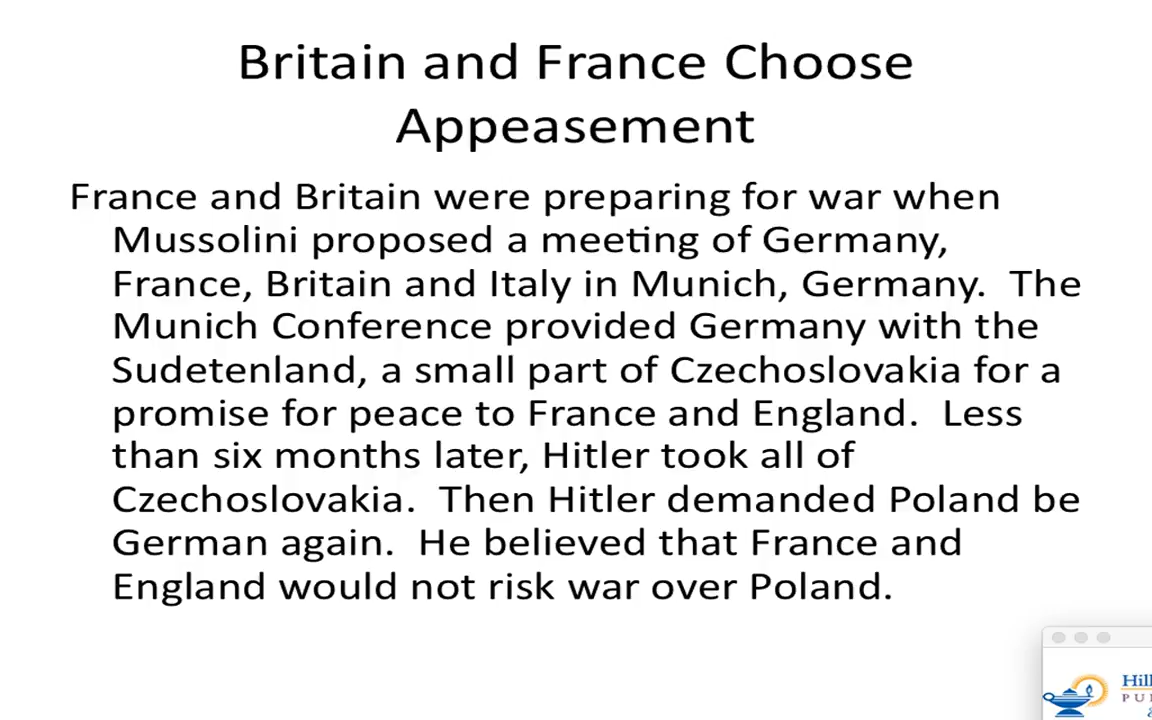 Britain and France Choose
Appeasement
France and Britain were preparing for war when
Mussolini proposed a meeting of Germany,
France, Britain and Italy in Munich, Germany.  The
Munich Conference provided Germany with the
Sudetenland, a small part of Czechoslovakia for a
promise for peace to France and England.  Less
than six months later, Hitler took all of
Czechoslovakia.  Then Hitler demanded Poland be
German again.  He believed that France and
England would not risk war over Poland.